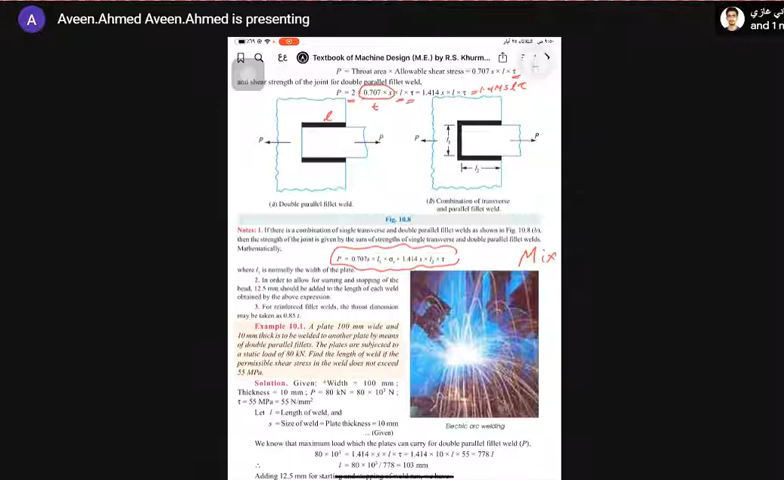 A Aveen.Ahmed Aveen.Ahmed is presenting
and 1 n
Textbook of Machine Design (M.E.) by R.S. Khurm...
P = Throat area × Allowable shear stress = 0.707 s × l × τ
and shear strength of the joint for double parallel fillet weld,
P = 2 × 0.707 × s × l × τ = 1.414 s × l × τ = 1.414 s l τ
t
l
P
P
P
P
l₁
l₂
(a) Double parallel fillet weld.
(b) Combination of transverse
and parallel fillet weld.
Fig. 10.8
Notes: 1. If there is a combination of single transverse and double parallel fillet welds as shown in Fig. 10.8 (b),
then the strength of the joint is given by the sum of strengths of single transverse and double parallel fillet welds.
Mathematically,
P = 0.707s × l₁ × σₜ + 1.414 s × l₂ × τ
Mix
where l₁ is normally the width of the plate.
2. In order to allow for starting and stopping of the
bead, 12.5 mm should be added to the length of each weld
obtained by the above expression.
3. For reinforced fillet welds, the throat dimension
may be taken as 0.85 t.
Example 10.1. A plate 100 mm wide and
10 mm thick is to be welded to another plate by means
of double parallel fillets. The plates are subjected to
a static load of 80 kN. Find the length of weld if the
permissible shear stress in the weld does not exceed
55 MPa.
Solution. Given: *Width = 100 mm ;
Thickness = 10 mm ; P = 80 kN = 80 × 10³ N ;
τ = 55 MPa = 55 N/mm²
Let l = Length of weld, and
s = Size of weld = Plate thickness = 10 mm
... (Given)
Electric arc welding
We know that maximum load which the plates can carry for double parallel fillet weld (P),
80 × 10³ = 1.414 × s × l × τ = 1.414 × 10 × l × 55 = 778 l
∴ l = 80 × 10³ / 778 = 103 mm
Adding 12.5 mm for starting and stopping of weld run, we have